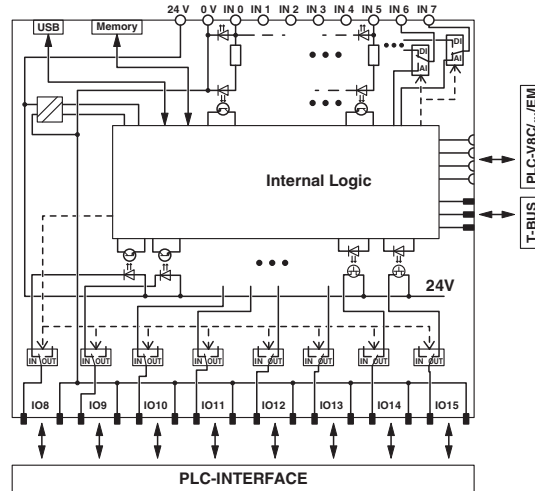 24 V 0 V IN 0 IN 1 IN 2 IN 3 IN 4 IN 5 IN 6 IN 7
USB Memory
DI DI
AI AI
PLC-V8C/.../EM
Internal Logic
T-BUS
24V
IN OUT IN OUT IN OUT IN OUT IN OUT IN OUT IN OUT IN OUT
IO8 IO9 IO10 IO11 IO12 IO13 IO14 IO15
PLC-INTERFACE